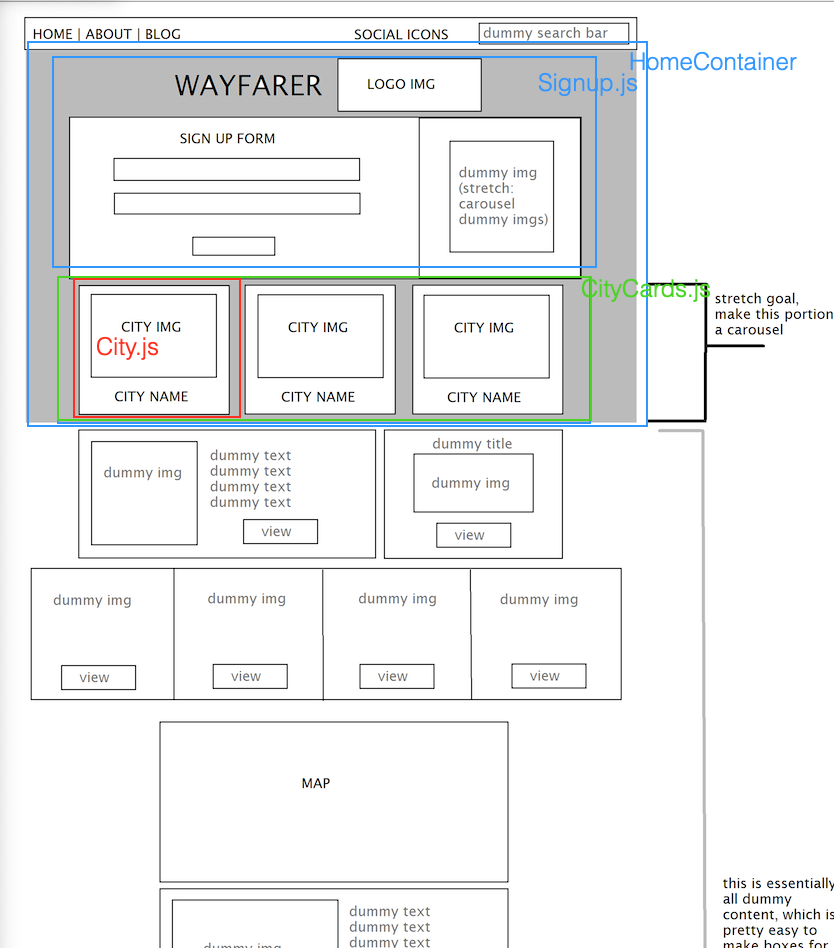 HOME | ABOUT | BLOG
SOCIAL ICONS
dummy search bar
HomeContainer
Signup.js
WAYFARER
LOGO IMG
SIGN UP FORM
dummy img
(stretch:
carousel
dummy imgs)
CityCards.js
stretch goal,
make this portion
a carousel
CITY IMG
City.js
CITY NAME
CITY IMG
CITY NAME
CITY IMG
CITY NAME
dummy img
dummy text
dummy text
dummy text
dummy text
view
dummy title
dummy img
view
dummy img
view
dummy img
view
dummy img
view
dummy img
view
MAP
this is essentially
all dummy
content, which is
pretty easy to
make boxes for
dummy img
dummy text
dummy text
dummy text